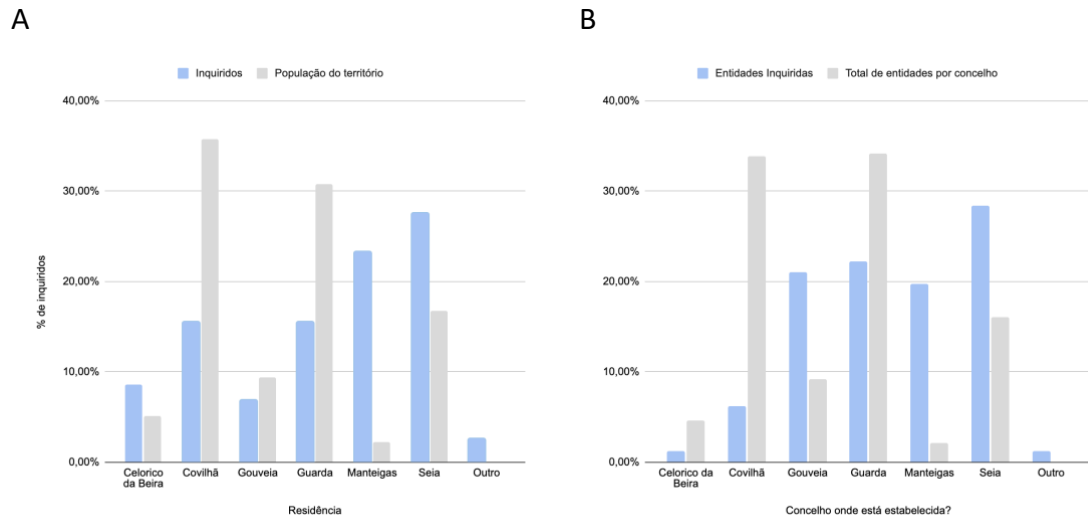 A
Inquiridos
População do território
40,00%
30,00%
20,00%
10,00%
0,00%
% de inquiridos
Celorico
da Beira
Covilhã
Gouveia
Guarda
Manteigas
Seia
Outro
Residência
B
Entidades Inquiridas
Total de entidades por concelho
40,00%
30,00%
20,00%
10,00%
0,00%
Celorico da
Beira
Covilhã
Gouveia
Guarda
Manteigas
Seia
Outro
Concelho onde está estabelecida?